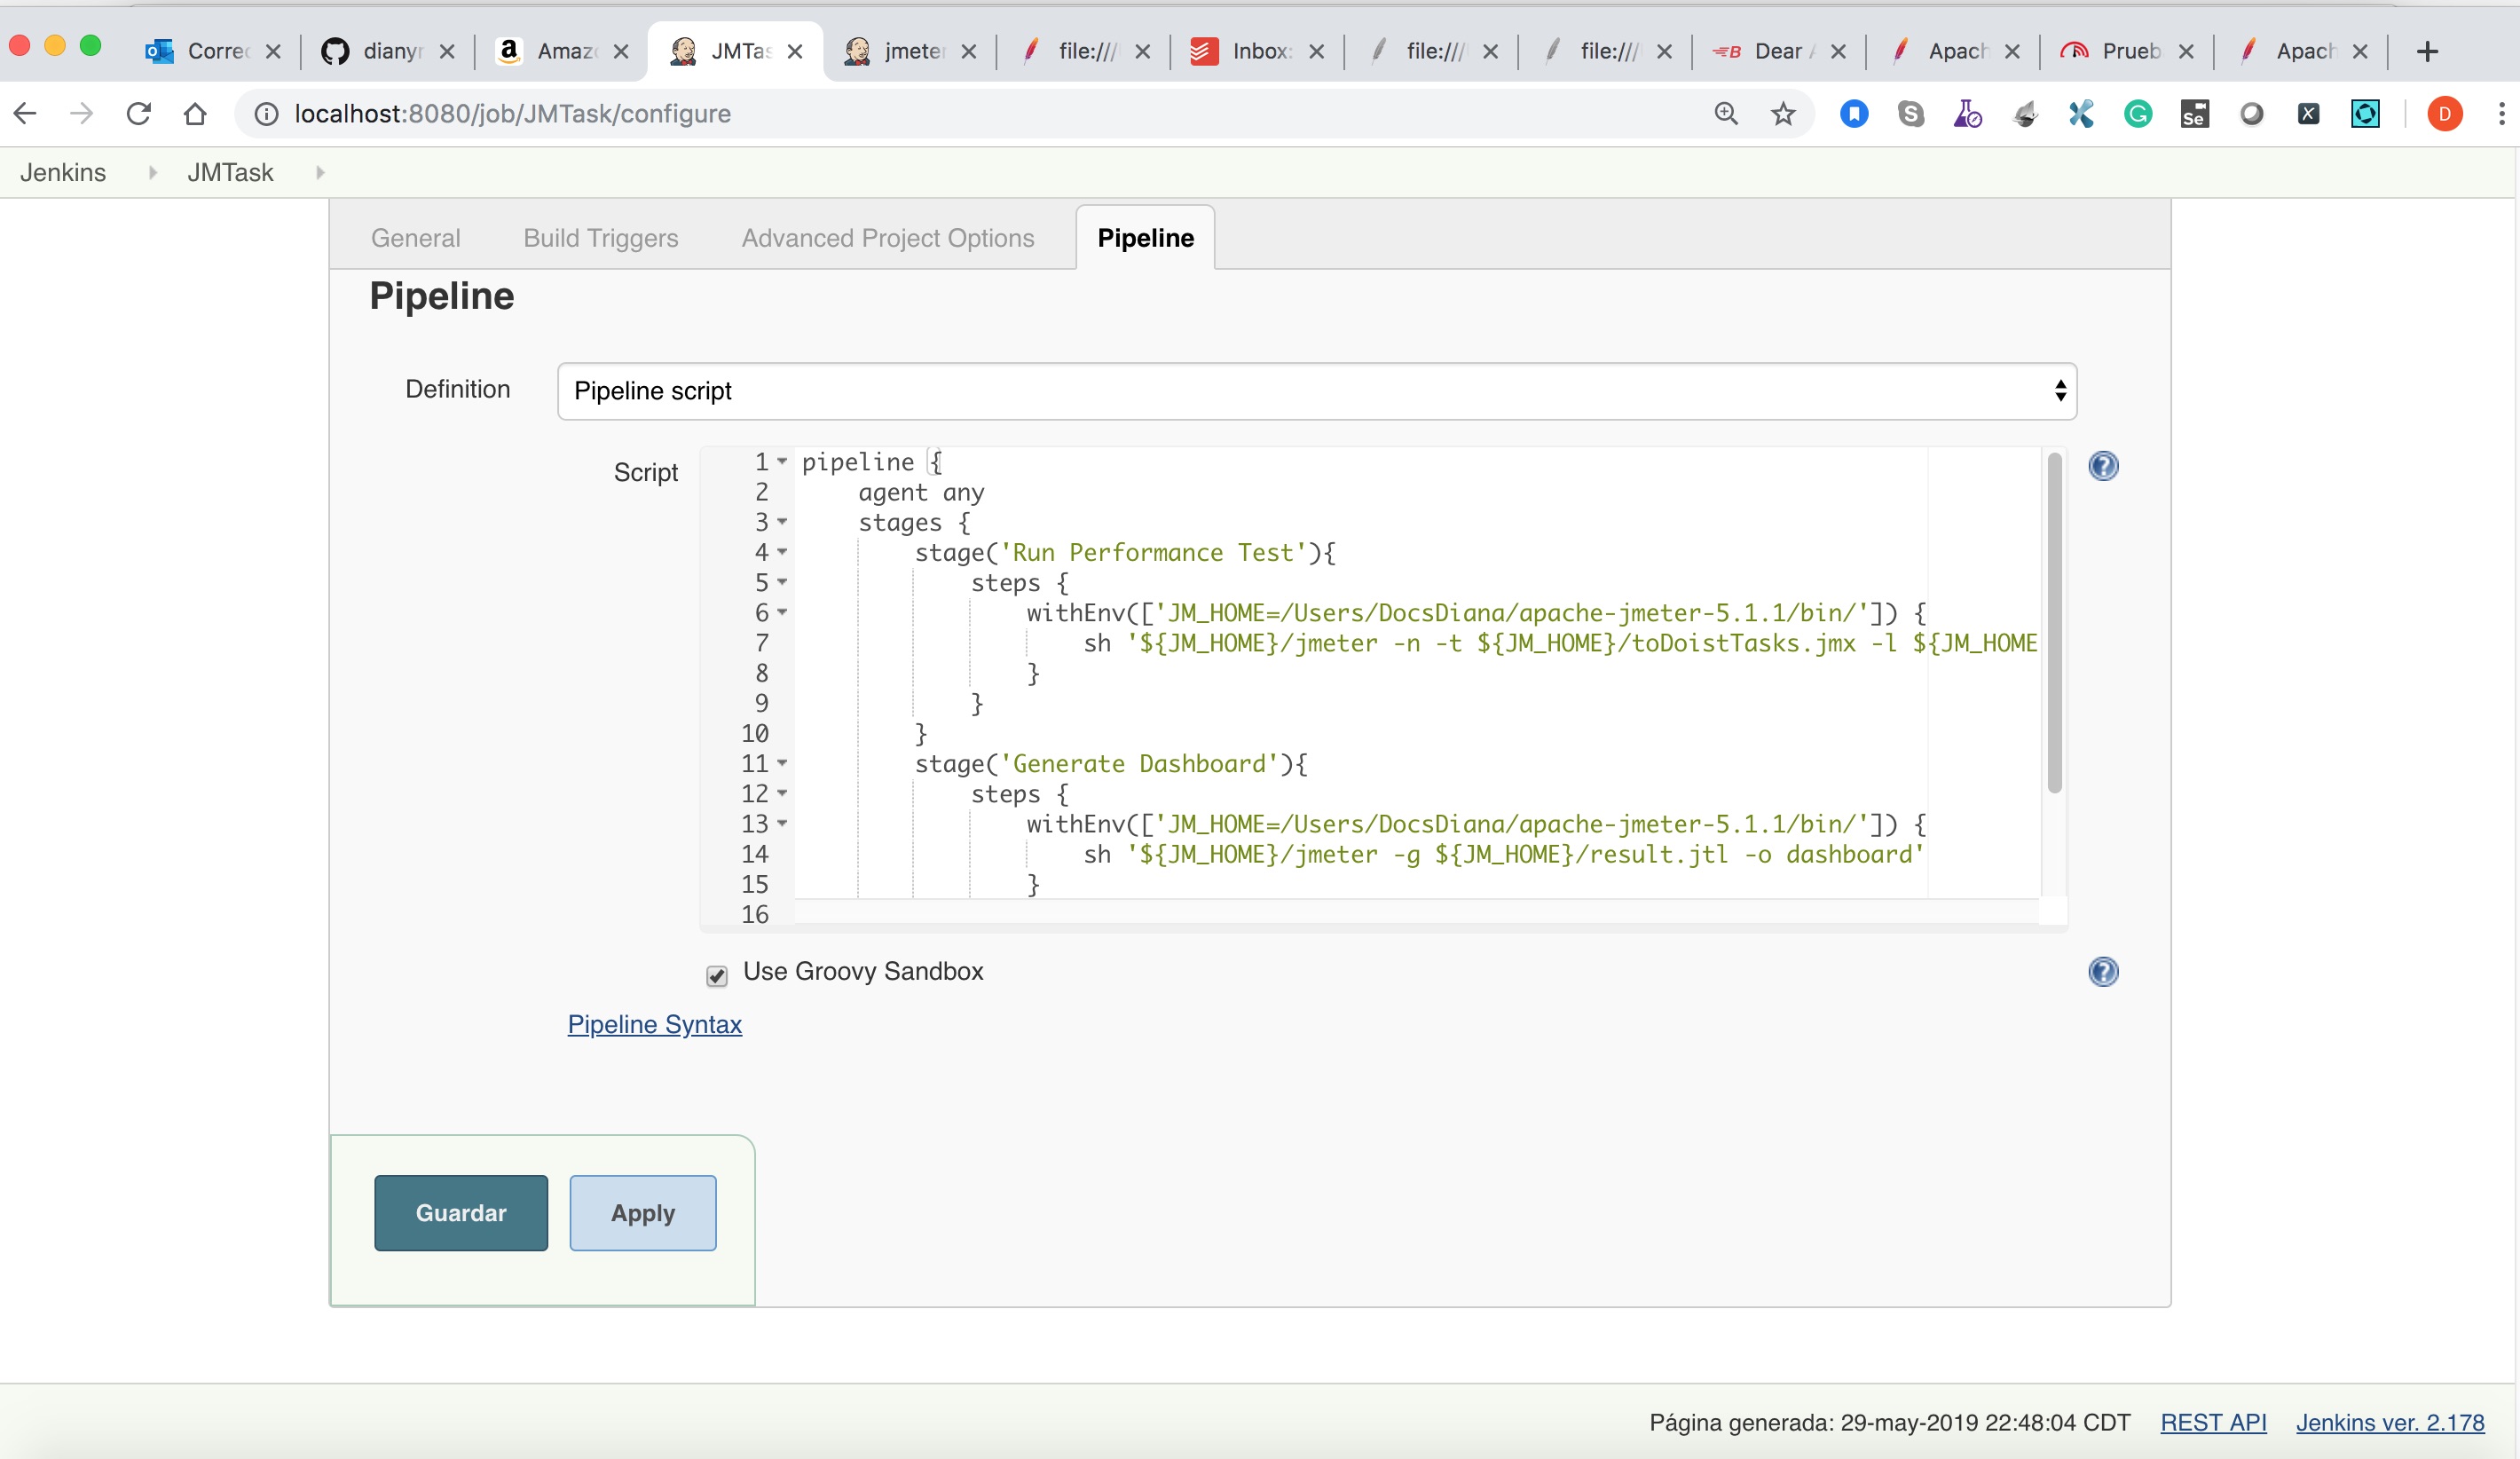 Correc
dianyr
Amazo
JMTas
jmeter
file:///
Inbox:
file:///
file:///
Dear A
Apach
Prueb
Apach
localhost:8080/job/JMTask/configure
Se
D
Jenkins JMTask
General Build Triggers Advanced Project Options Pipeline
Pipeline
Definition Pipeline script
Script
1 pipeline {
2 agent any
3 stages {
4 stage('Run Performance Test'){
5 steps {
6 withEnv(['JM_HOME=/Users/DocsDiana/apache-jmeter-5.1.1/bin/']) {
7 sh '${JM_HOME}/jmeter -n -t ${JM_HOME}/toDoistTasks.jmx -l ${JM_HOME
8 }
9 }
10 }
11 stage('Generate Dashboard'){
12 steps {
13 withEnv(['JM_HOME=/Users/DocsDiana/apache-jmeter-5.1.1/bin/']) {
14 sh '${JM_HOME}/jmeter -g ${JM_HOME}/result.jtl -o dashboard'
15 }
16
Use Groovy Sandbox
Pipeline Syntax
Guardar Apply
Página generada: 29-may-2019 22:48:04 CDT REST API Jenkins ver. 2.178